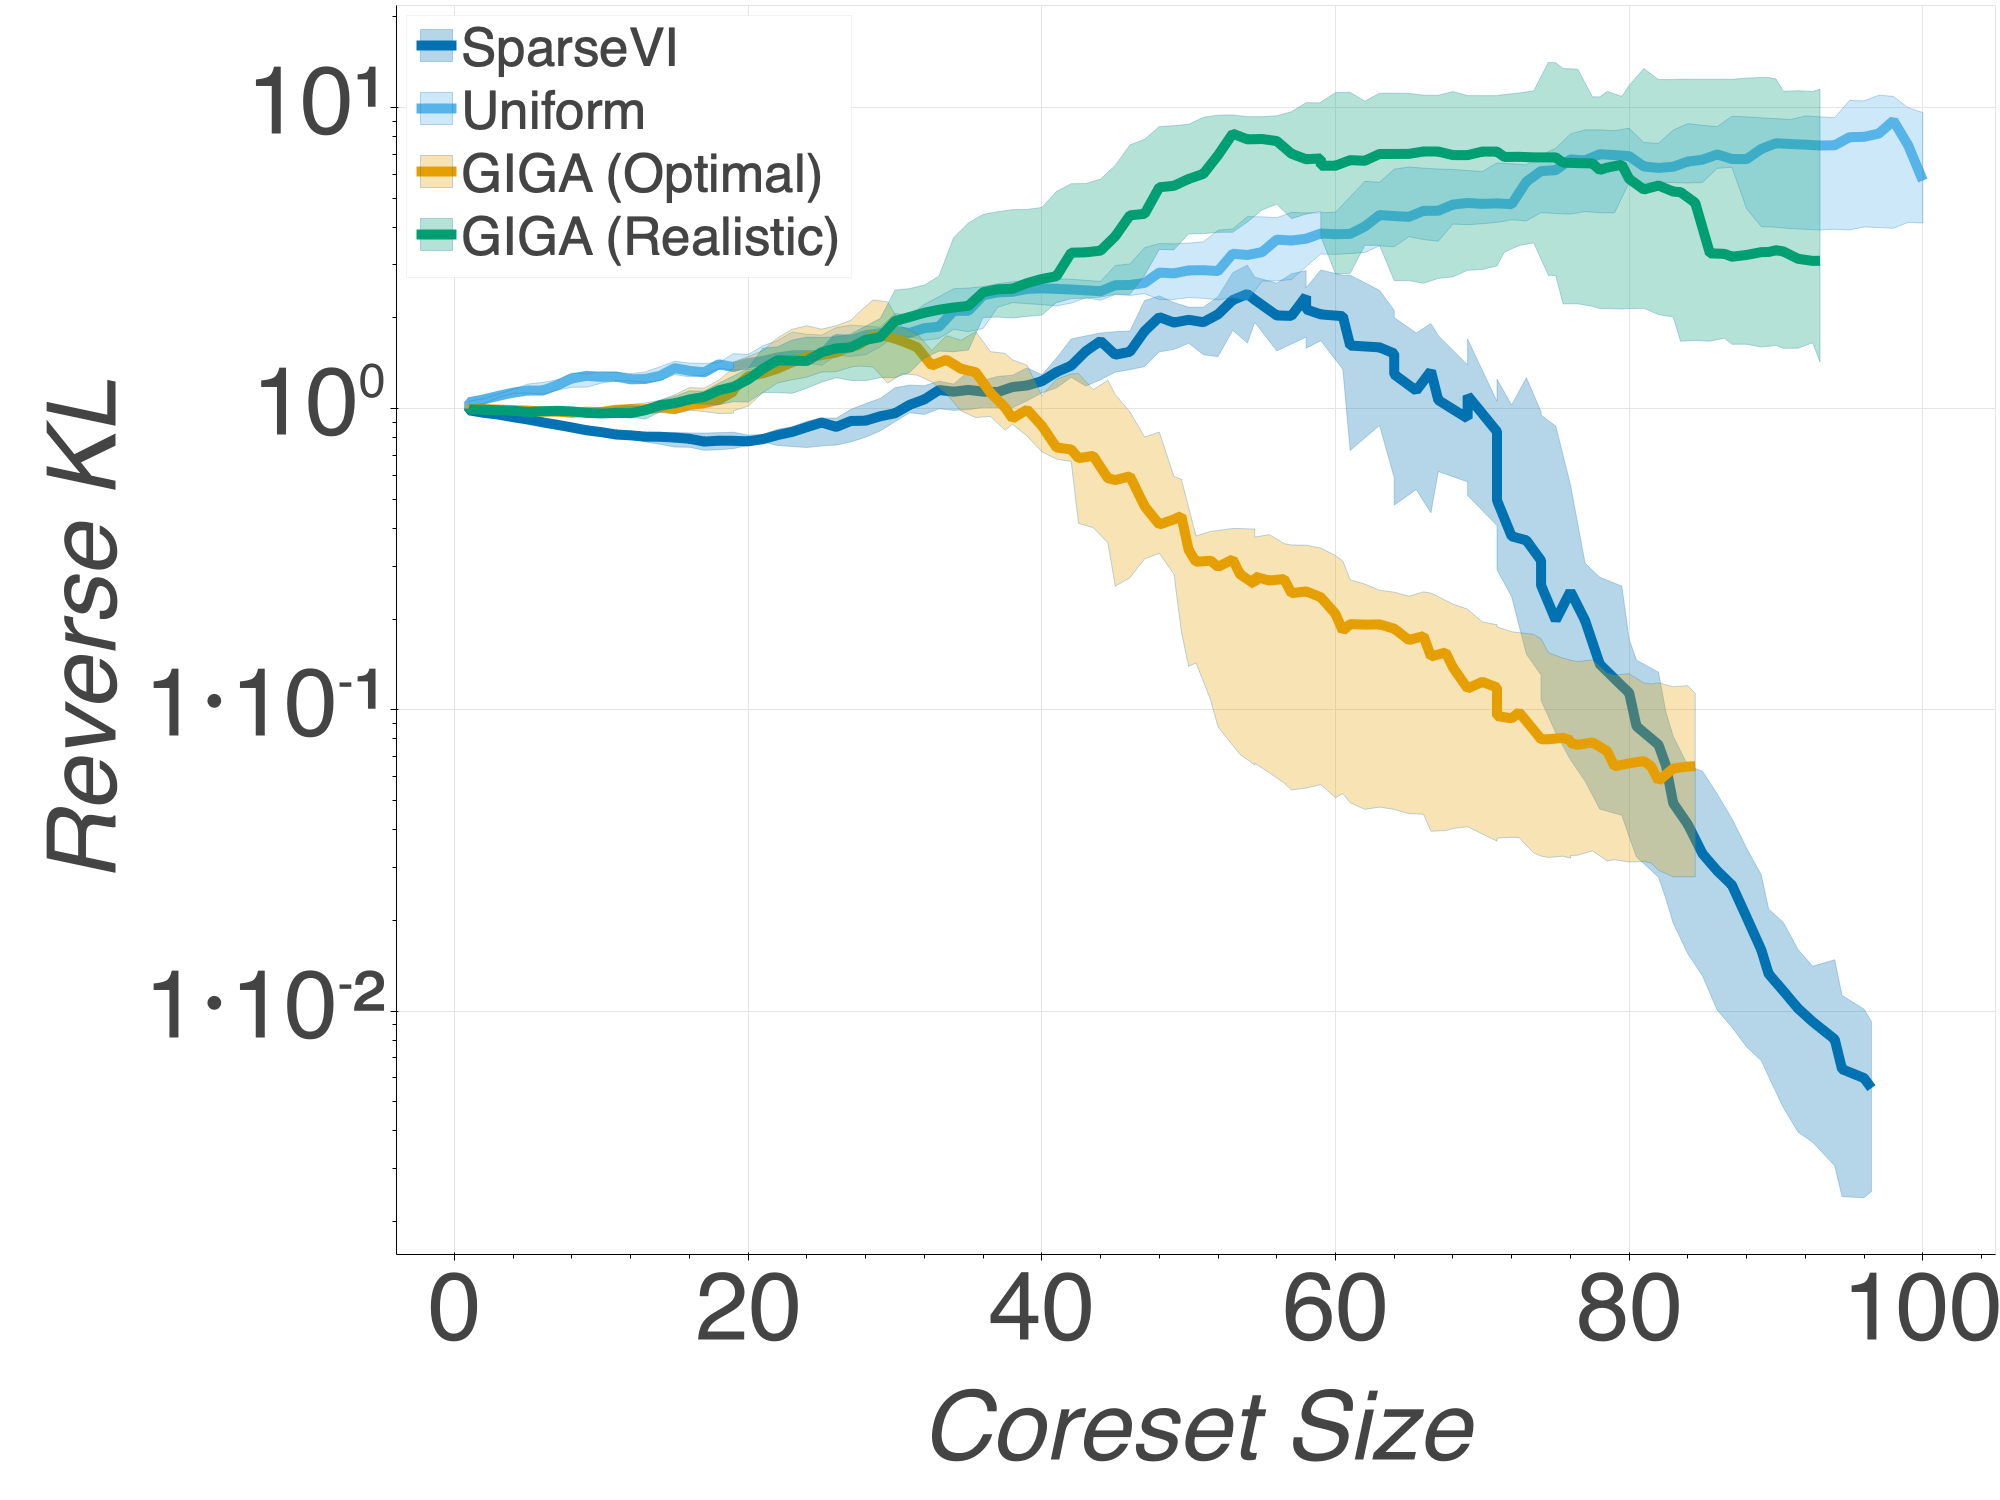 SparseVI
Uniform
GIGA (Optimal)
GIGA (Realistic)
10¹
10⁰
1·10⁻¹
1·10⁻²
Reverse KL
0 20 40 60 80 100
Coreset Size